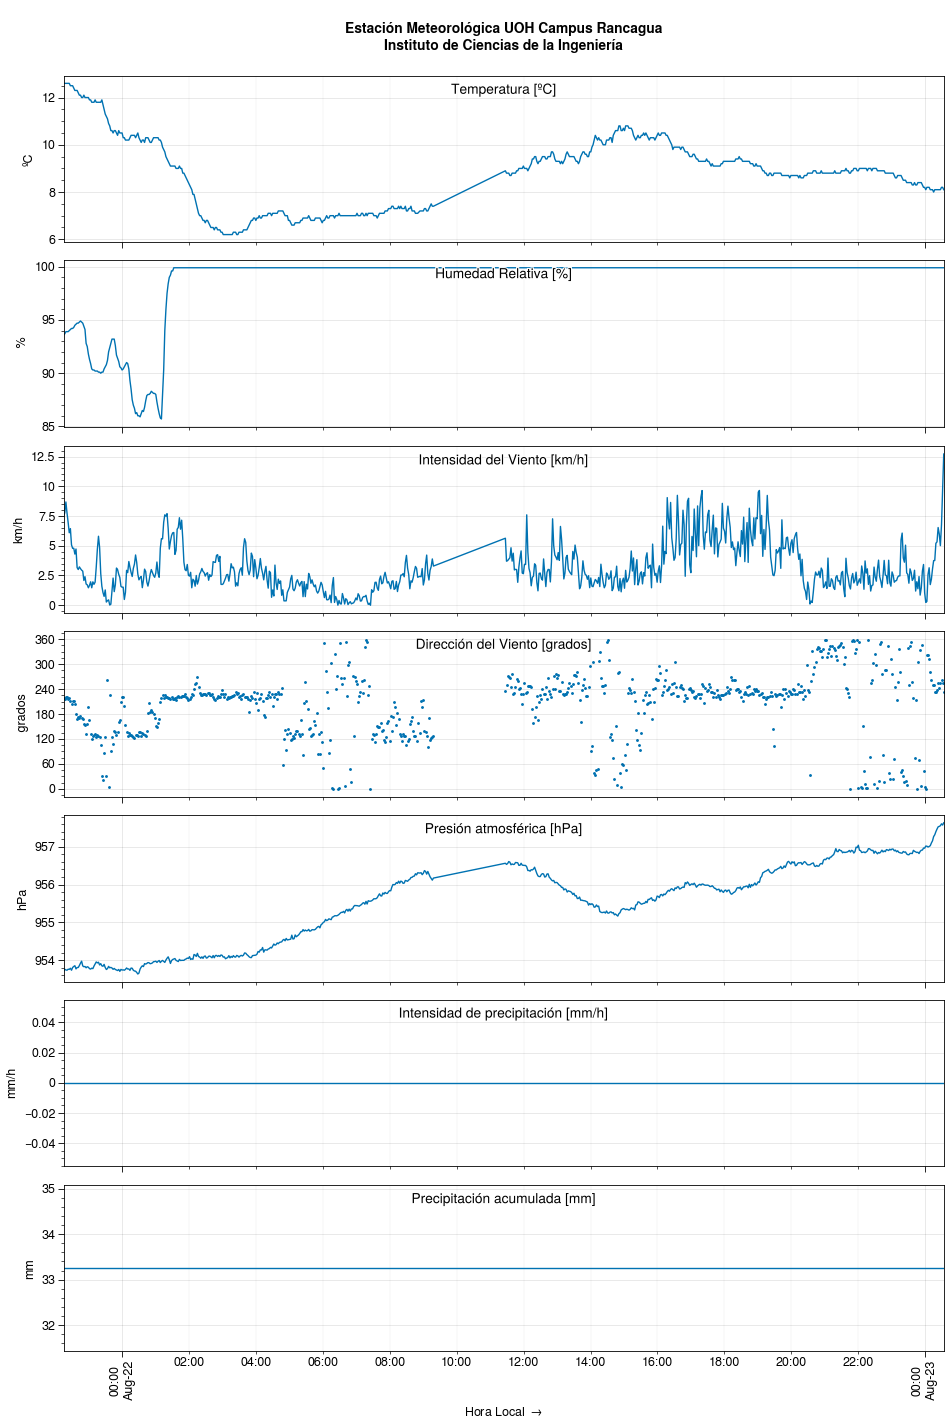 Estación Meteorológica UOH Campus Rancagua
Instituto de Ciencias de la Ingeniería
Temperatura [ºC]
ºC
12
10
8
6
Humedad Relativa [%]
%
100
95
90
85
Intensidad del Viento [km/h]
km/h
12.5
10
7.5
5
2.5
0
Dirección del Viento [grados]
grados
360
300
240
180
120
60
0
Presión atmosférica [hPa]
hPa
957
956
955
954
Intensidad de precipitación [mm/h]
mm/h
0.04
0.02
0
−0.02
−0.04
Precipitación acumulada [mm]
mm
35
34
33
32
00:00
Aug-22
02:00
04:00
06:00
08:00
10:00
12:00
14:00
16:00
18:00
20:00
22:00
00:00
Aug-23
Hora Local →